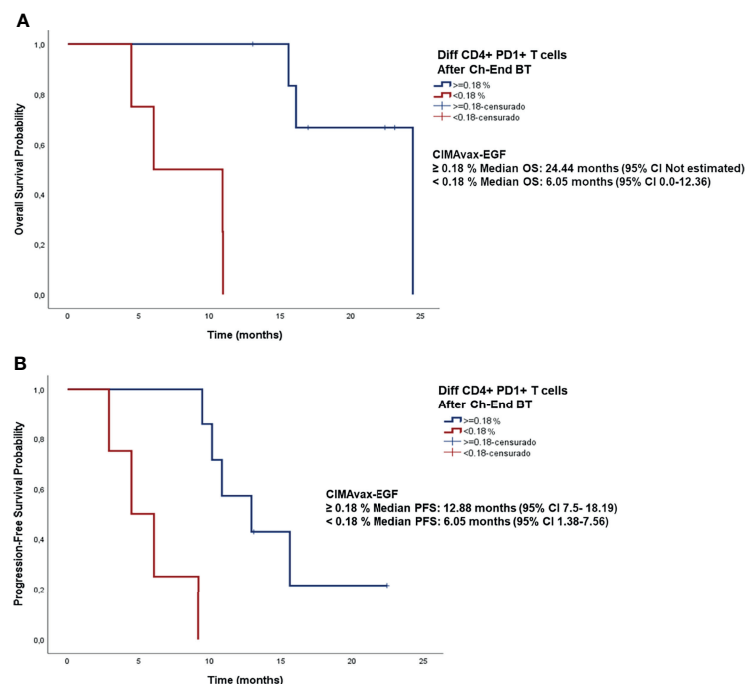 A
Overall Survival Probability
1,0
0,8
0,6
0,4
0,2
0,0
0
5
10
15
20
25
Time (months)
Diff CD4+ PD1+ T cells
After Ch-End BT
>=0.18 %
<0.18 %
>=0.18-censurado
<0.18-censurado
CIMAvax-EGF
≥ 0.18 % Median OS: 24.44 months (95% CI Not estimated)
< 0.18 % Median OS: 6.05 months (95% CI 0.0-12.36)
B
Progression-Free Survival Probability
1,0
0,8
0,6
0,4
0,2
0,0
0
5
10
15
20
25
Time (months)
Diff CD4+ PD1+ T cells
After Ch-End BT
>=0.18 %
<0.18 %
>=0.18-censurado
<0.18-censurado
CIMAvax-EGF
≥ 0.18 % Median PFS: 12.88 months (95% CI 7.5- 18.19)
< 0.18 % Median PFS: 6.05 months (95% CI 1.38-7.56)